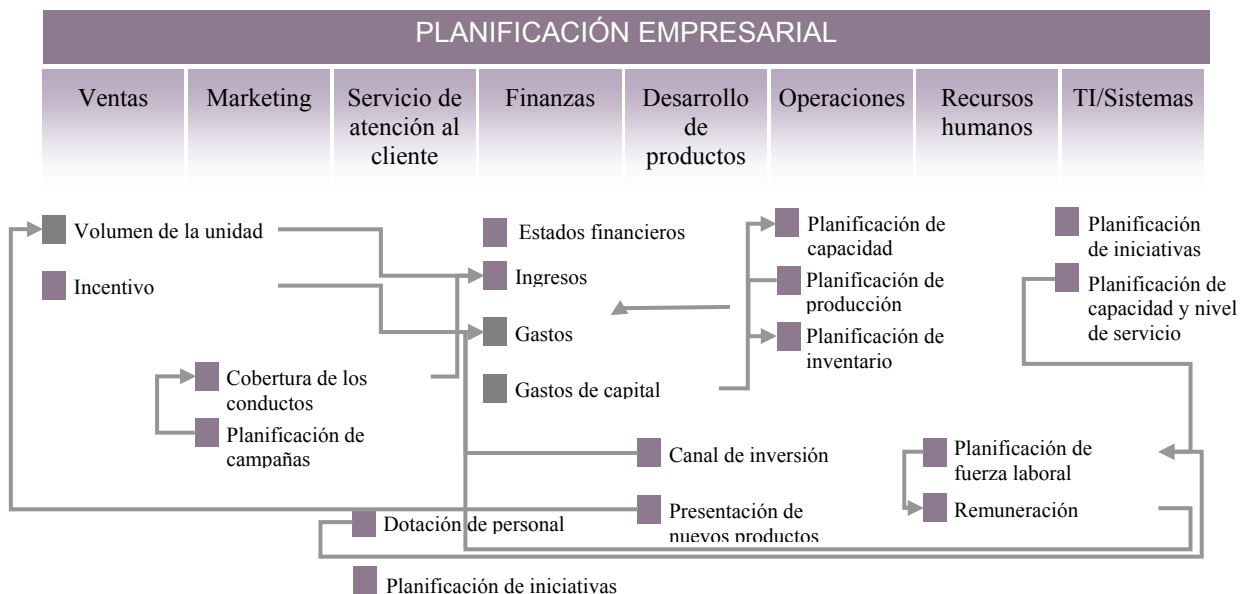 PLANIFICACIÓN EMPRESARIAL
Ventas
Marketing
Servicio de
atención al
cliente
Finanzas
Desarrollo
de
productos
Operaciones
Recursos
humanos
TI/Sistemas
Volumen de la unidad
Incentivo
Cobertura de los
conductos
Planificación de
campañas
Dotación de personal
Planificación de iniciativas
Estados financieros
Ingresos
Gastos
Gastos de capital
Canal de inversión
Presentación de
nuevos productos
Planificación de
capacidad
Planificación de
producción
Planificación de
inventario
Planificación de
fuerza laboral
Remuneración
Planificación
de iniciativas
Planificación de
capacidad y nivel
de servicio